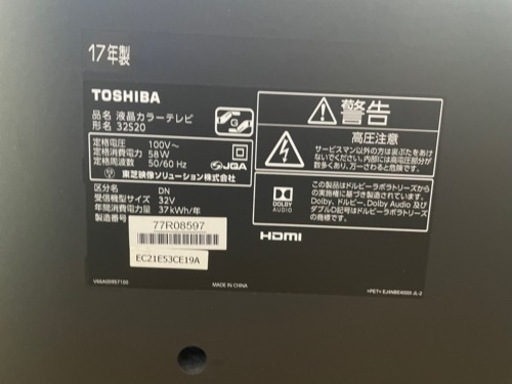 17年製
TOSHIBA
品名 液晶カラーテレビ
形名 32S20
定格電圧 100V~
定格消費電力 58W
定格周波数 50/60 Hz
JQA
東芝映像ソリューション株式会社
区分名 DN
受信機型サイズ 32V
年間消費電力量 37kWh/年
製造番号
77R08597
EC21E53CE19A
V66A00957100
MADE IN CHINA
警告
高圧注意
サービスマン以外の方は裏ぶたをあけ
ないでください。内部には高電圧部分が
数多くあり、万一さわると危険です。
DOLBY
AUDIO
この製品はドルビーラボラトリーズから
の実施権に基づき製造されています。
Dolby、ドルビー、Dolby Audio 及び
ダブルD記号はドルビーラボラトリーズ
の商標です。
HDMI